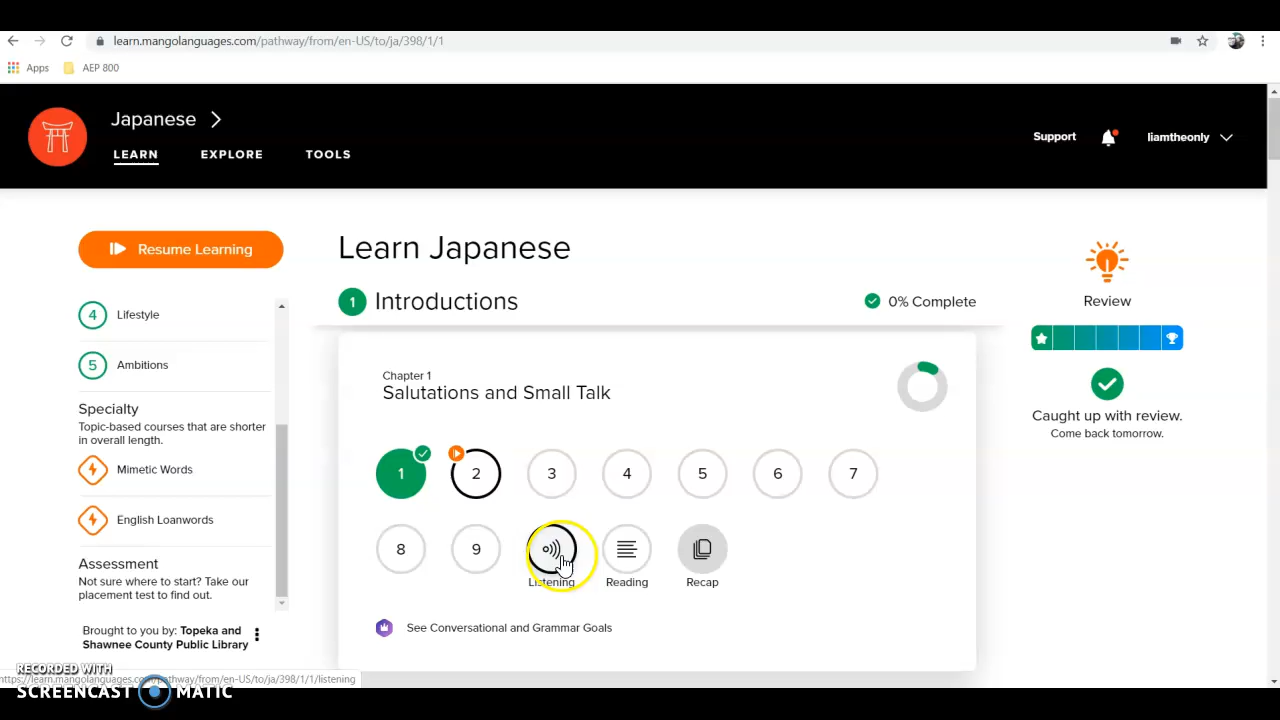 learn.mangolanguages.com/pathway/from/en-US/to/ja/398/1/1
Apps
AEP 800
Japanese
LEARN
EXPLORE
TOOLS
Support
liamtheonly
Resume Learning
4 Lifestyle
5 Ambitions
Specialty
Topic-based courses that are shorter
in overall length.
Mimetic Words
English Loanwords
Assessment
Not sure where to start? Take our
placement test to find out.
Brought to you by: Topeka and
Shawnee County Public Library
Learn Japanese
1 Introductions
0% Complete
Chapter 1
Salutations and Small Talk
1 2 3 4 5 6 7
8 9
Listening Reading Recap
See Conversational and Grammar Goals
Review
Caught up with review.
Come back tomorrow.
https://learn.mangolanguages.com/pathway/from/en-US/to/ja/398/1/1/listening
RECORDED WITH
SCREENCAST MATIC